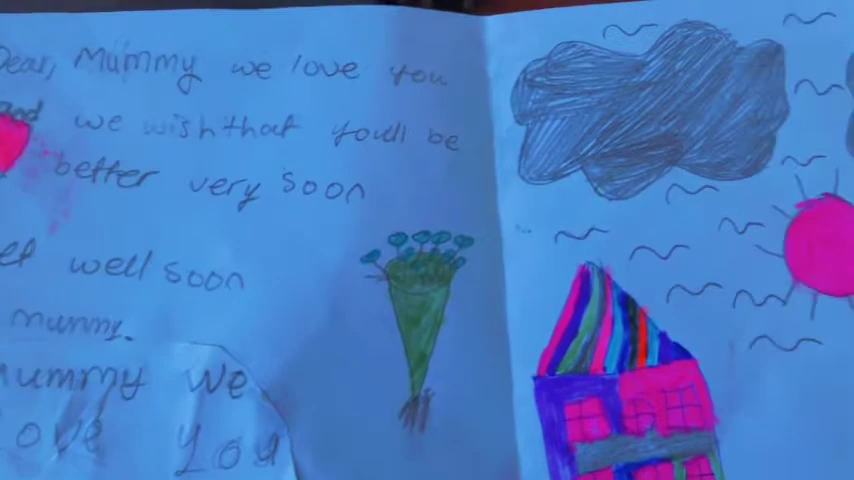 Dear, Mummy we love you
and we wish that you'll be
better very soon
well soon
mummy.
Mummy We
love you